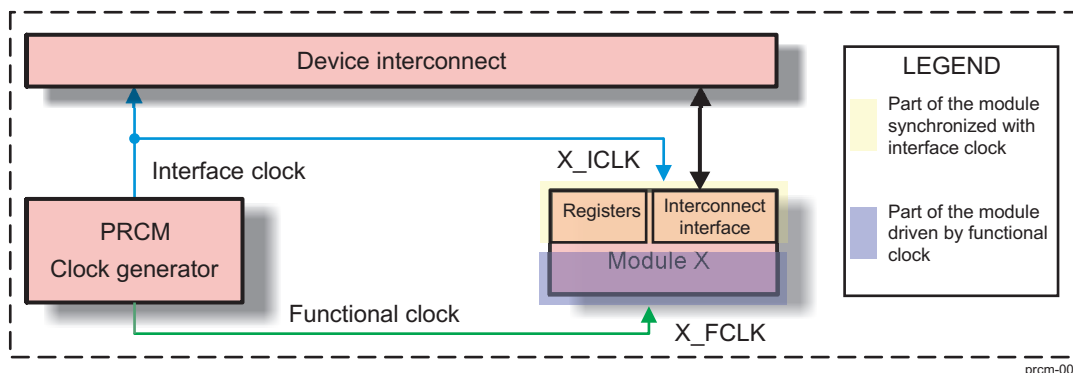 Device interconnect
LEGEND
Part of the module
synchronized with
interface clock
Part of the module
driven by functional
clock
Interface clock
X_ICLK
PRCM
Clock generator
Registers
Interconnect
interface
Module X
Functional clock
X_FCLK
prcm-00